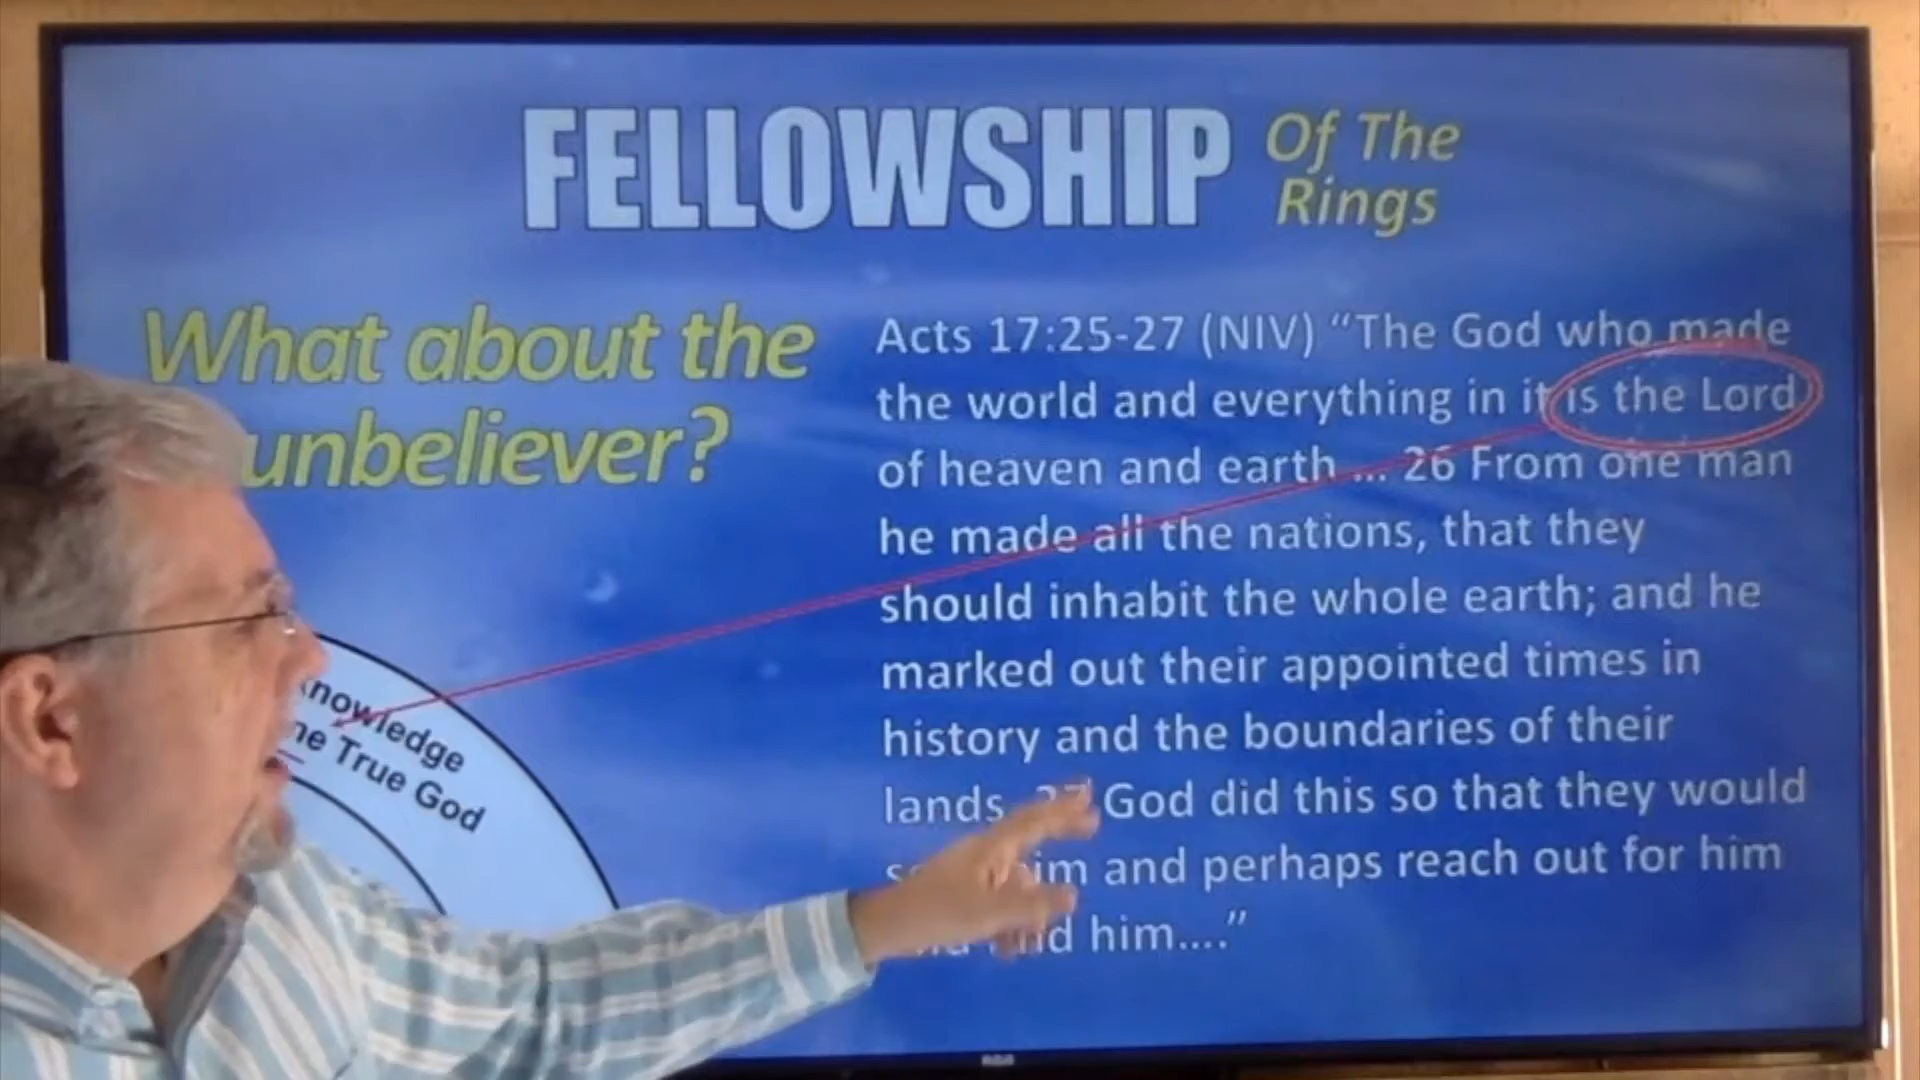 FELLOWSHIP Of The
Rings
What about the
unbeliever?
Acts 17:25-27 (NIV) “The God who made
the world and everything in it is the Lord
of heaven and earth ... 26 From one man
he made all the nations, that they
should inhabit the whole earth; and he
marked out their appointed times in
history and the boundaries of their
lands. 27 God did this so that they would
him and perhaps reach out for him
him....”
Knowledge
True God
RCA